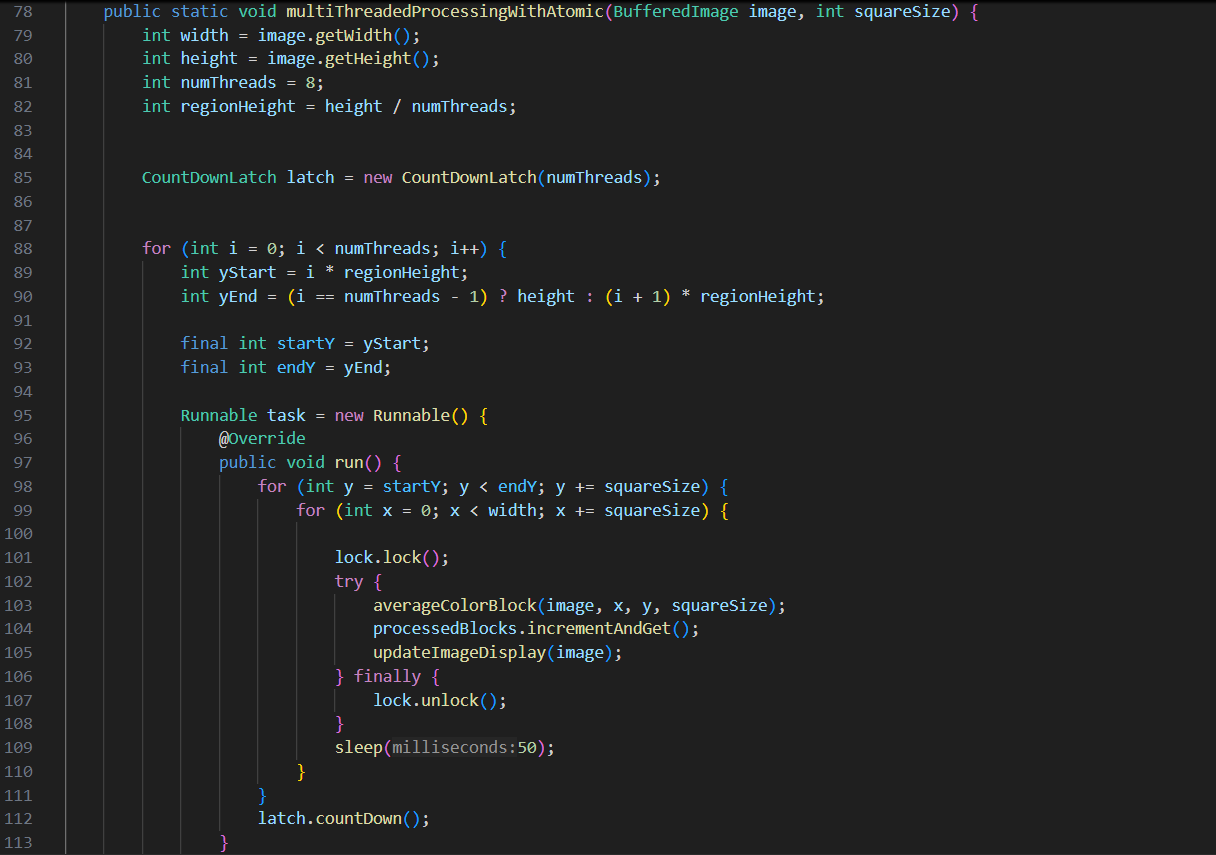 78 public static void multiThreadedProcessingWithAtomic(BufferedImage image, int squareSize) {
79 int width = image.getWidth();
80 int height = image.getHeight();
81 int numThreads = 8;
82 int regionHeight = height / numThreads;
83
84
85 CountDownLatch latch = new CountDownLatch(numThreads);
86
87
88 for (int i = 0; i < numThreads; i++) {
89 int yStart = i * regionHeight;
90 int yEnd = (i == numThreads - 1) ? height : (i + 1) * regionHeight;
91
92 final int startY = yStart;
93 final int endY = yEnd;
94
95 Runnable task = new Runnable() {
96 @Override
97 public void run() {
98 for (int y = startY; y < endY; y += squareSize) {
99 for (int x = 0; x < width; x += squareSize) {
100
101 lock.lock();
102 try {
103 averageColorBlock(image, x, y, squareSize);
104 processedBlocks.incrementAndGet();
105 updateImageDisplay(image);
106 } finally {
107 lock.unlock();
108 }
109 sleep(milliseconds:50);
110 }
111 }
112 latch.countDown();
113 }